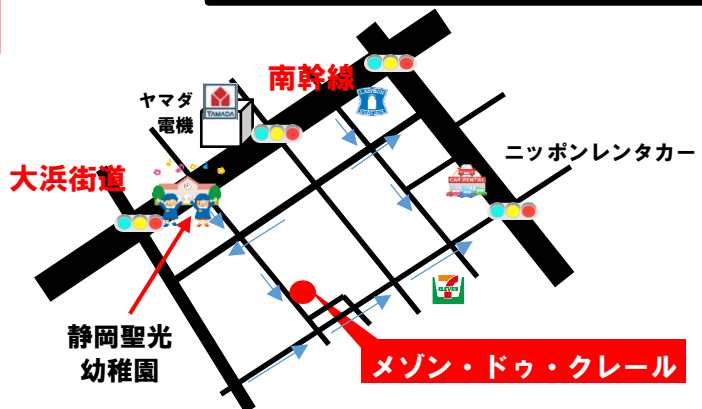 南幹線
ヤマダ
電機
YAMADA
ニッポンレンタカー
CAR RENTAL
大浜街道
静岡聖光
幼稚園
メゾン・ドゥ・クレール